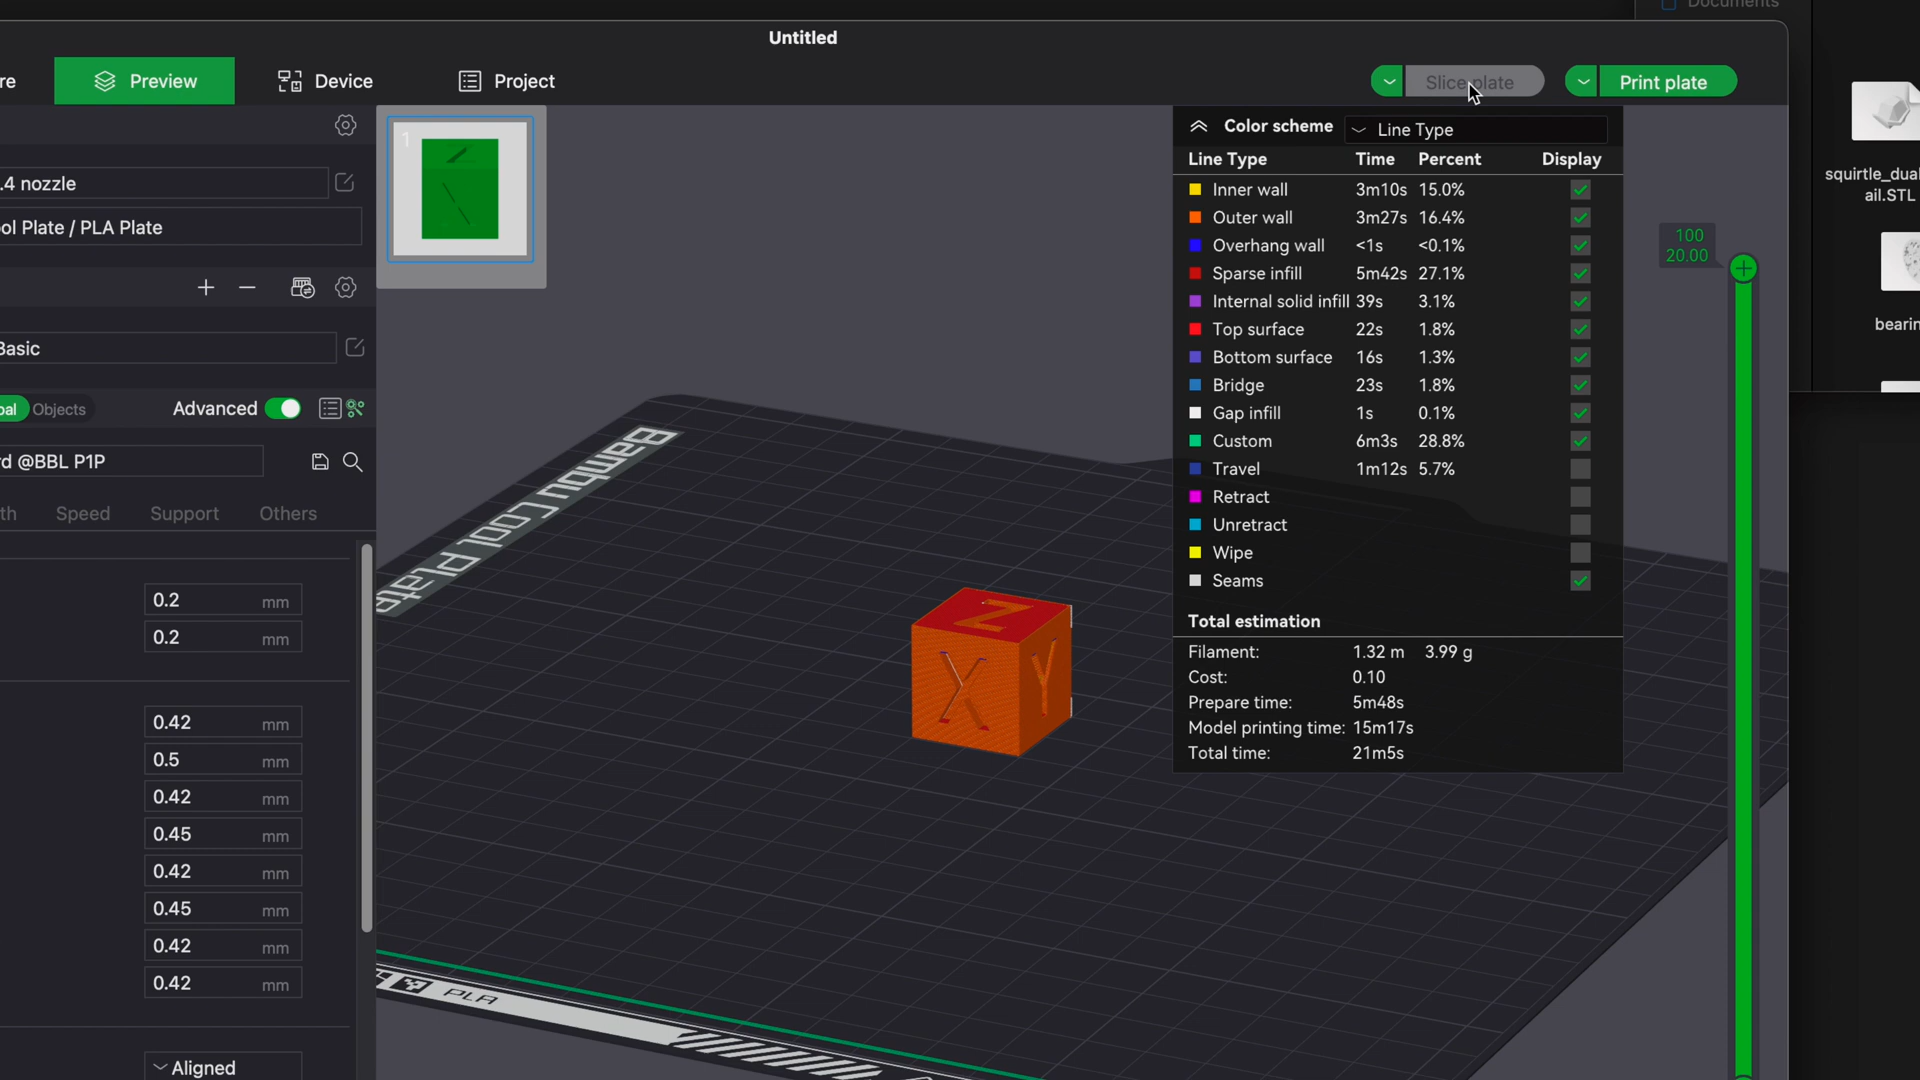 Documents
Untitled
re
Preview
Device
Project
Slice plate
Print plate
1
.4 nozzle
ol Plate / PLA Plate
Basic
bal
Objects
Advanced
rd @BBL P1P
th
Speed
Support
Others
0.2 mm
0.2 mm
0.42 mm
0.5 mm
0.42 mm
0.45 mm
0.42 mm
0.45 mm
0.42 mm
0.42 mm
Aligned
Bambu Cool Plate
PLA
Z
X
Y
Color scheme
Line Type
Line Type Time Percent Display
Inner wall 3m10s 15.0%
Outer wall 3m27s 16.4%
Overhang wall <1s <0.1%
Sparse infill 5m42s 27.1%
Internal solid infill 39s 3.1%
Top surface 22s 1.8%
Bottom surface 16s 1.3%
Bridge 23s 1.8%
Gap infill 1s 0.1%
Custom 6m3s 28.8%
Travel 1m12s 5.7%
Retract
Unretract
Wipe
Seams
Total estimation
Filament: 1.32 m 3.99 g
Cost: 0.10
Prepare time: 5m48s
Model printing time: 15m17s
Total time: 21m5s
100
20.00
squirtle_dual
ail.STL
bearin